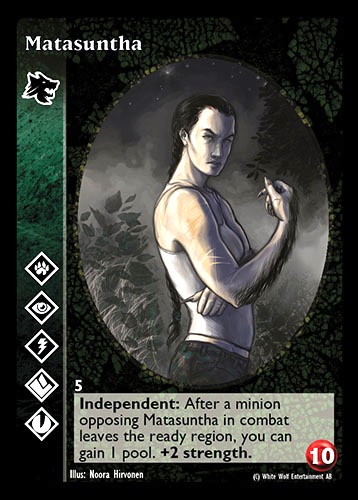 Matasuntha
5
Independent: After a minion
opposing Matasuntha in combat
leaves the ready region, you can
gain 1 pool. +2 strength.
10
Illus: Noora Hirvonen
(C) White Wolf Entertainment AB